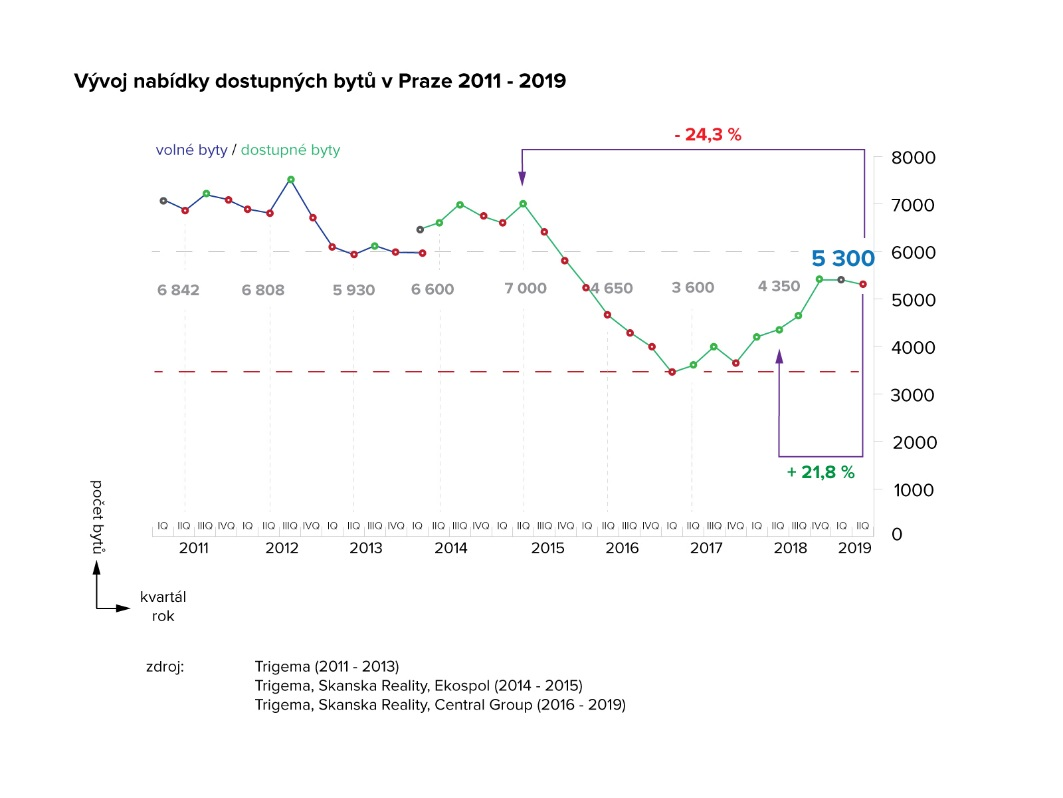 Vývoj nabídky dostupných bytů v Praze 2011 - 2019
- 24,3 %
volné byty / dostupné byty
8000
7000
6000
5 300
6 842 6 808 5 930 6 600 7 000 4 650 3 600 4 350
5000
4000
3000
2000
+ 21,8 %
1000
0
počet bytů
IQ IIQ IIIQ IVQ IQ IIQ IIIQ IVQ IQ IIQ IIIQ IVQ IQ IIQ IIIQ IVQ IQ IIQ IIIQ IVQ IQ IIQ IIIQ IVQ IQ IIQ IIIQ IVQ IQ IIQ IIIQ IVQ IQ IIQ
2011 2012 2013 2014 2015 2016 2017 2018 2019
kvartál
rok
zdroj: Trigema (2011 - 2013)
Trigema, Skanska Reality, Ekospol (2014 - 2015)
Trigema, Skanska Reality, Central Group (2016 - 2019)